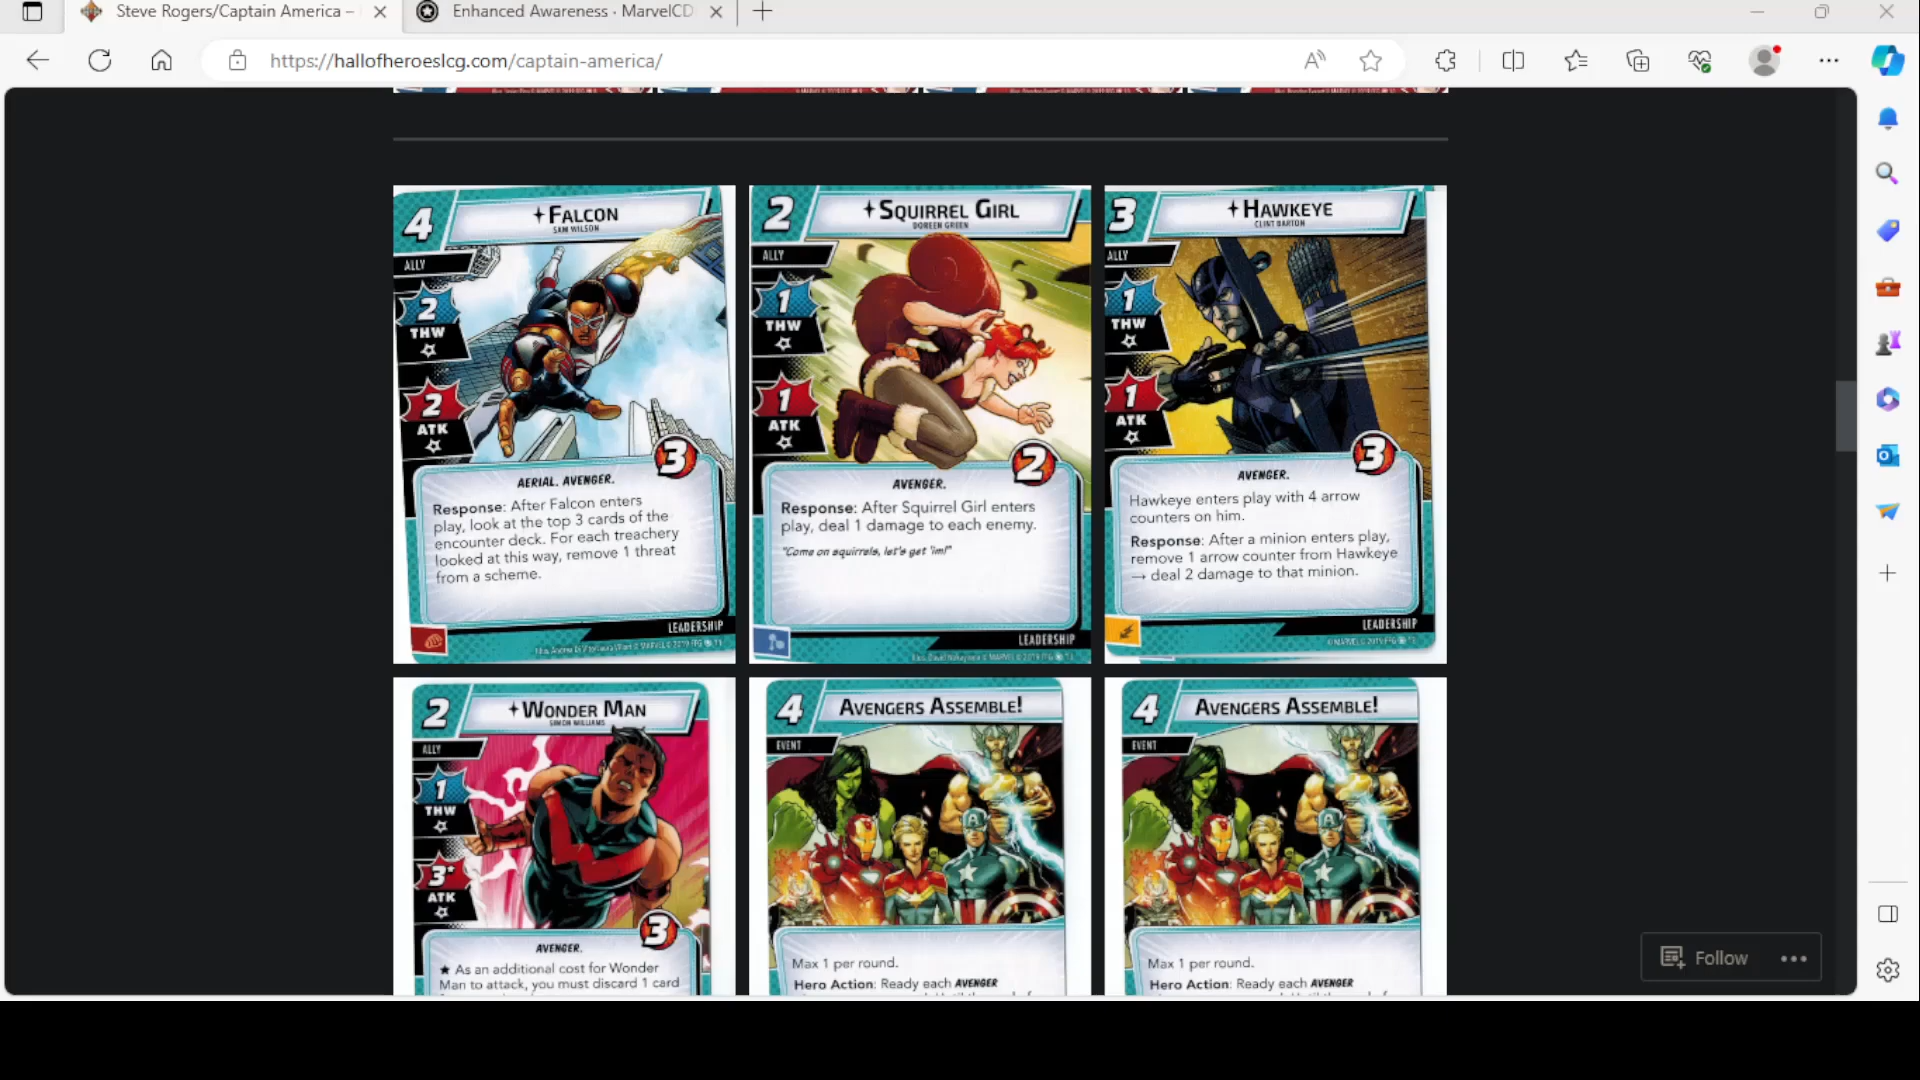 Steve Rogers/Captain America –
Enhanced Awareness · MarvelCD
https://hallofheroeslcg.com/captain-america/
4
FALCON
SAM WILSON
ALLY
2
THW
2
ATK
3
AERIAL. AVENGER.
Response: After Falcon enters
play, look at the top 3 cards of the
encounter deck. For each treachery
looked at this way, remove 1 threat
from a scheme.
LEADERSHIP
2
SQUIRREL GIRL
DOREEN GREEN
ALLY
1
THW
1
ATK
2
AVENGER.
Response: After Squirrel Girl enters
play, deal 1 damage to each enemy.
"Come on squirrels, let's get 'im!"
LEADERSHIP
3
HAWKEYE
CLINT BARTON
ALLY
1
THW
1
ATK
3
AVENGER.
Hawkeye enters play with 4 arrow
counters on him.
Response: After a minion enters play,
remove 1 arrow counter from Hawkeye
→ deal 2 damage to that minion.
LEADERSHIP
2
WONDER MAN
SIMON WILLIAMS
ALLY
1
THW
3*
ATK
3
AVENGER.
★ As an additional cost for Wonder
Man to attack, you must discard 1 card
4
AVENGERS ASSEMBLE!
EVENT
Max 1 per round.
Hero Action: Ready each AVENGER
4
AVENGERS ASSEMBLE!
EVENT
Max 1 per round.
Hero Action: Ready each AVENGER
Follow